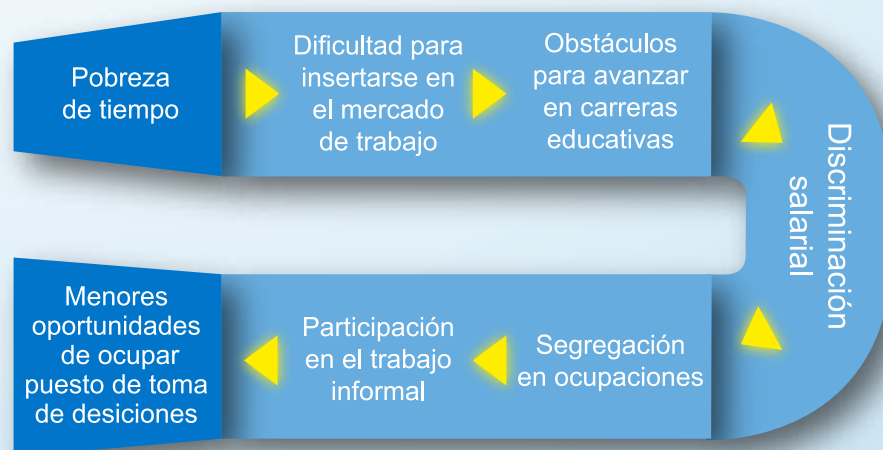 Pobreza
de tiempo
Dificultad para
insertarse en
el mercado
de trabajo
Obstáculos
para avanzar
en carreras
educativas
Discriminación
salarial
Segregación
en ocupaciones
Participación
en el trabajo
informal
Menores
oportunidades
de ocupar
puesto de toma
de desiciones